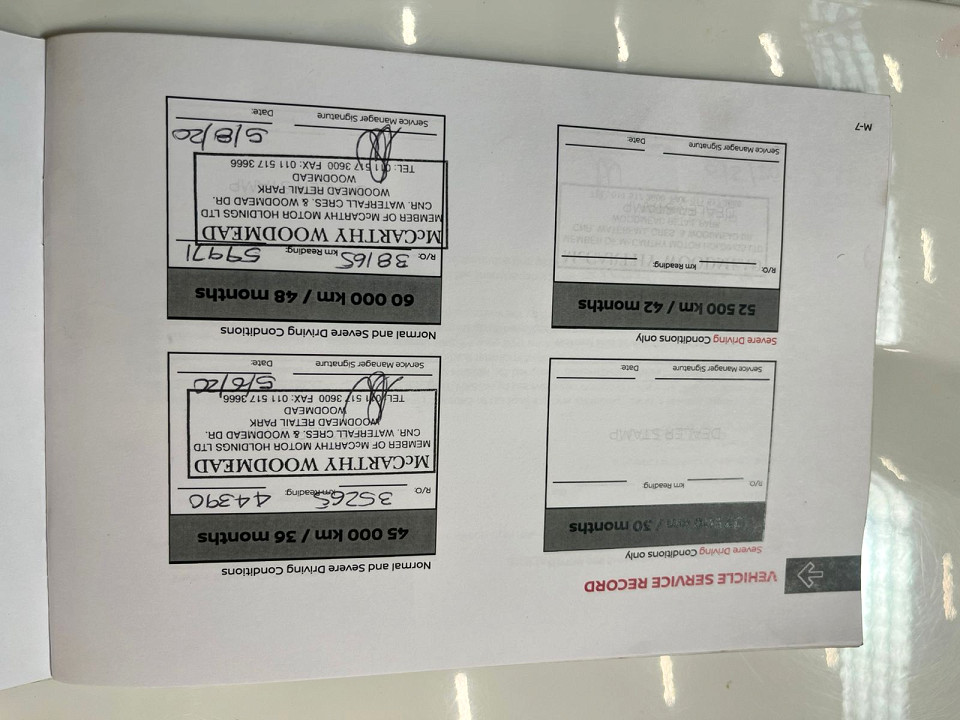 VEHICLE SERVICE RECORD
Severe Driving Conditions only
/ 30 months
R/O: km Reading:
DEALER STAMP
Service Manager Signature Date:
Normal and Severe Driving Conditions
45 000 km / 36 months
R/O: 35265 km Reading: 44390
McCARTHY WOODMEAD
MEMBER OF McCARTHY MOTOR HOLDINGS LTD
CNR. WATERFALL CRES. & WOODMEAD DR.
WOODMEAD RETAIL PARK
WOODMEAD
TEL: 011 517 3600 FAX: 011 517 3666
5/6/20
Service Manager Signature Date:
Severe Driving Conditions only
52 500 km / 42 months
R/O: km Reading:
Service Manager Signature Date:
Normal and Severe Driving Conditions
60 000 km / 48 months
R/O: 38165 km Reading: 59971
McCARTHY WOODMEAD
MEMBER OF McCARTHY MOTOR HOLDINGS LTD
CNR. WATERFALL CRES. & WOODMEAD DR.
WOODMEAD RETAIL PARK
WOODMEAD
TEL: 011 517 3600 FAX: 011 517 3666
5/8/20
Service Manager Signature Date:
M-7